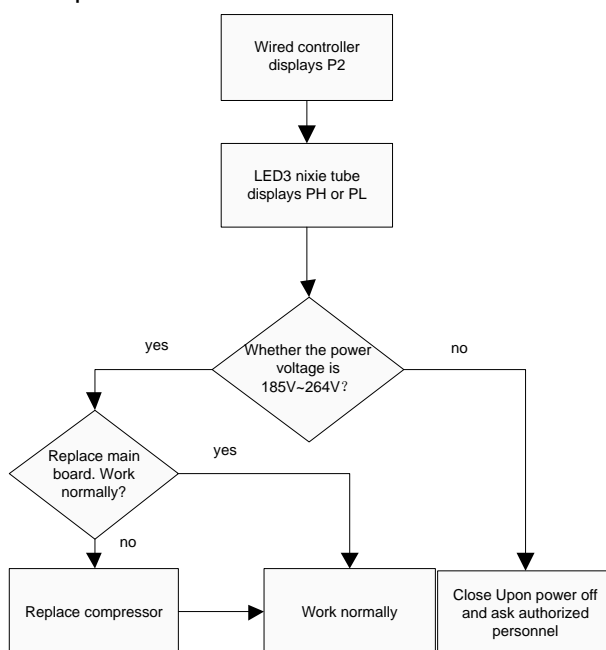 Wired controller
displays P2
LED3 nixie tube
displays PH or PL
yes
Whether the power
voltage is
185V~264V?
no
Replace main
board. Work
normally?
yes
no
Replace compressor
Work normally
Close Upon power off
and ask authorized
personnel